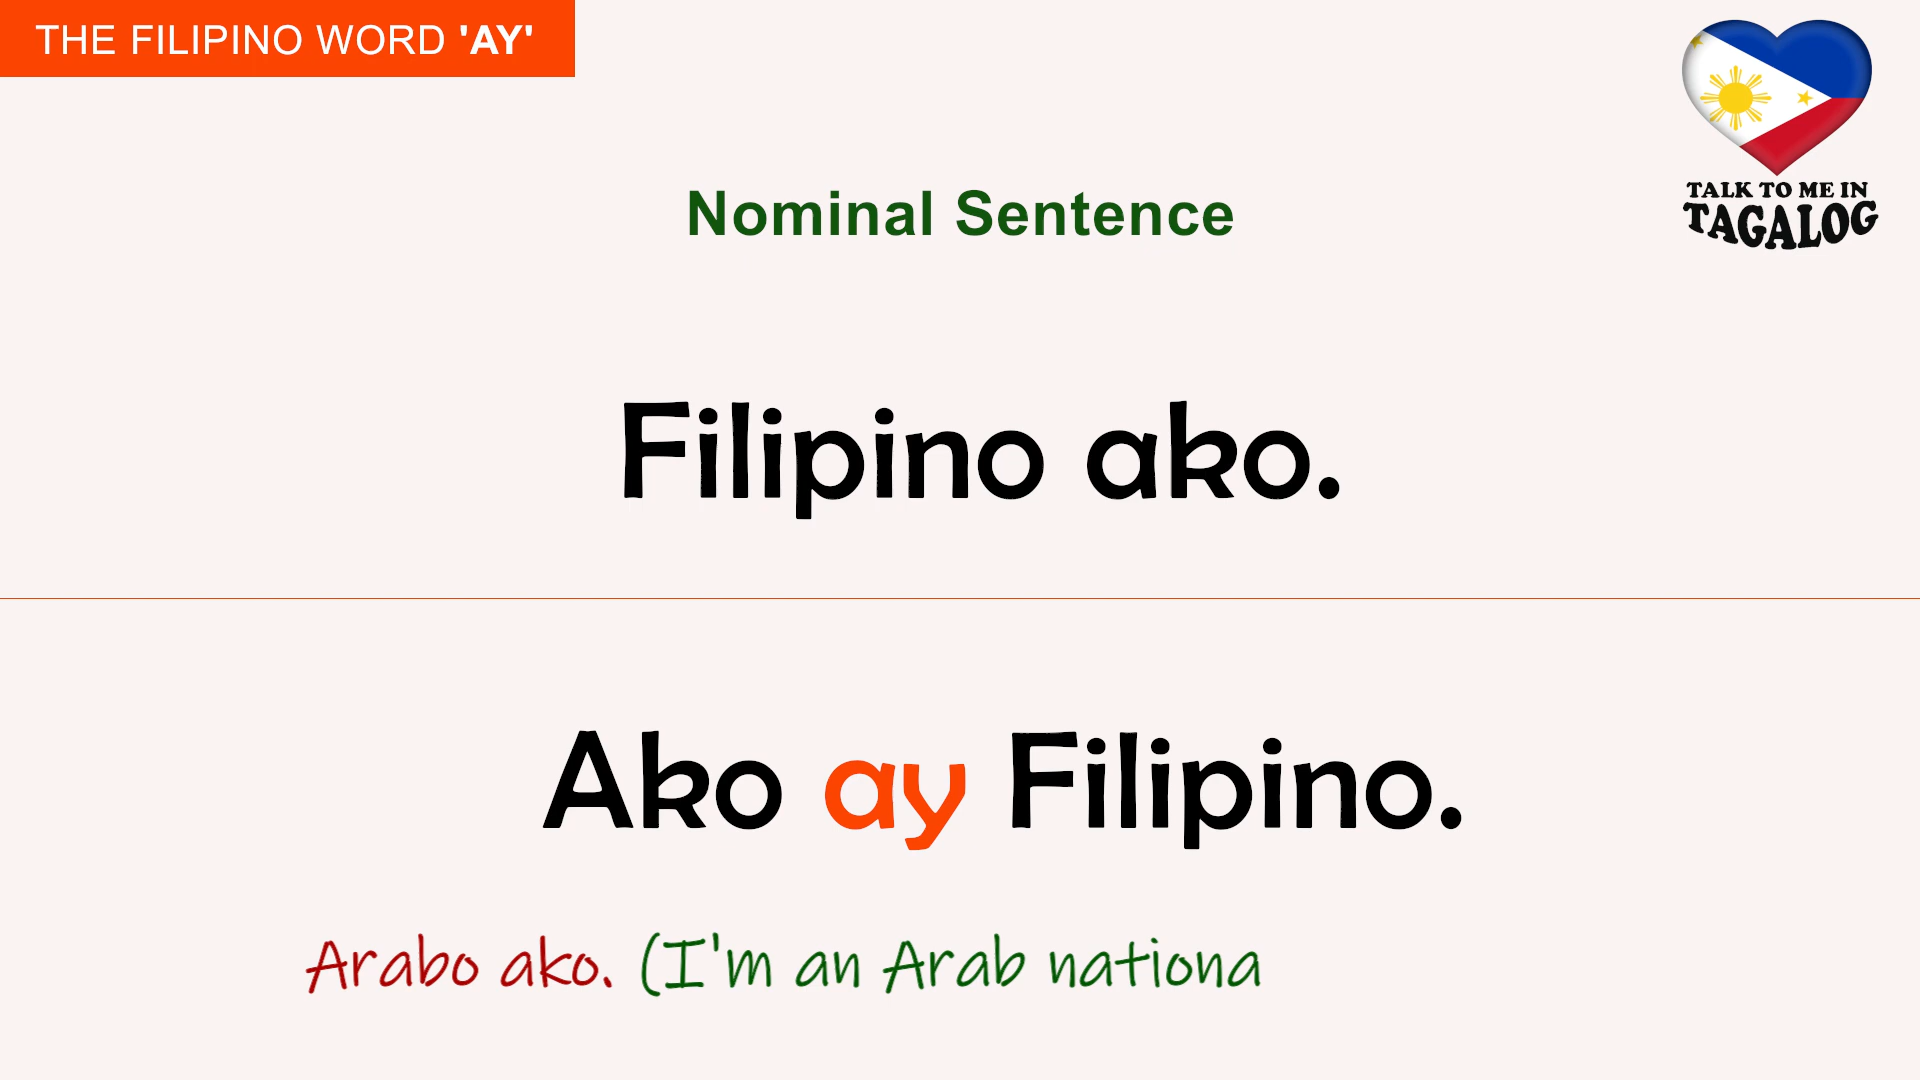 THE FILIPINO WORD 'AY'
TALK TO ME IN
TAGALOG
Nominal Sentence
Filipino ako.
Ako ay Filipino.
Arabo ako. (I'm an Arab nationa